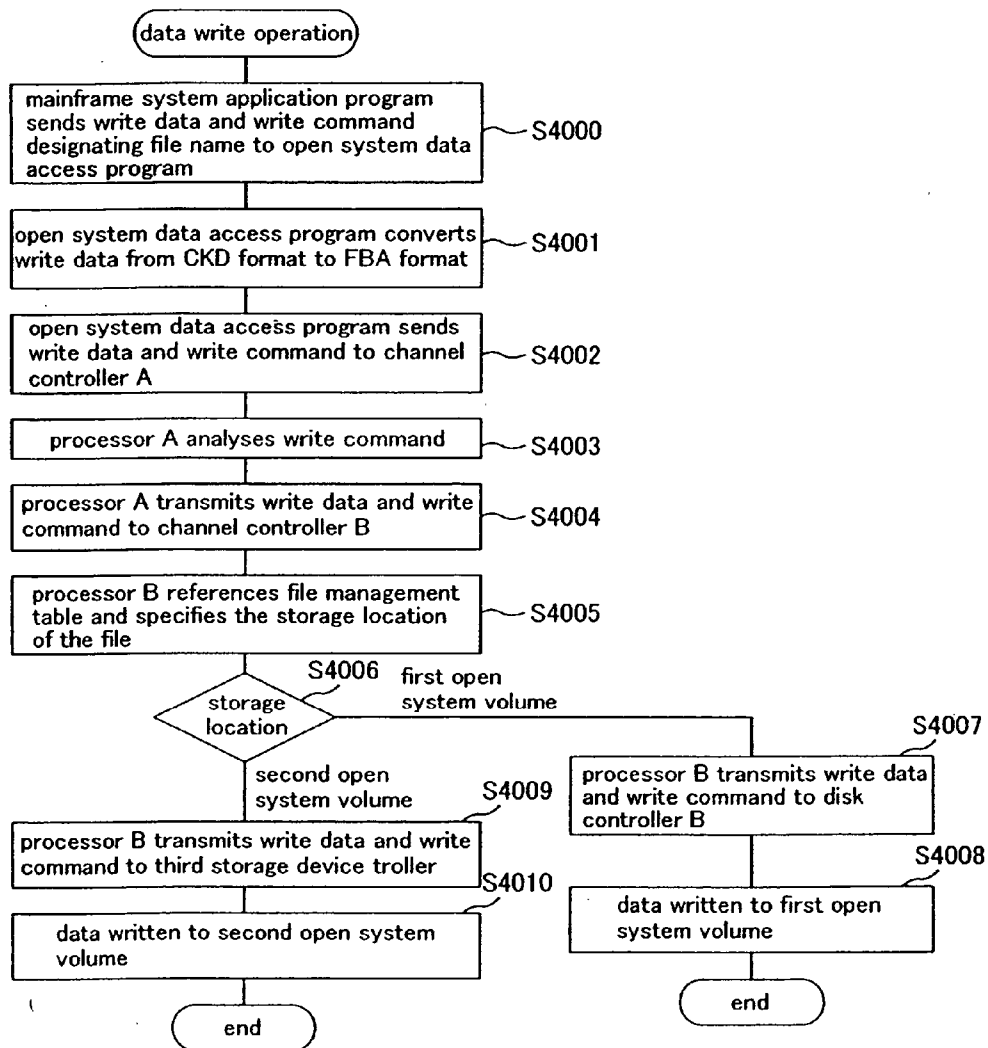 data write operation
mainframe system application program
sends write data and write command
designating file name to open system data
access program
S4000
open system data access program converts
write data from CKD format to FBA format
S4001
open system data access program sends
write data and write command to channel
controller A
S4002
processor A analyses write command
S4003
processor A transmits write data and write
command to channel controller B
S4004
processor B references file management
table and specifies the storage location
of the file
S4005
S4006
storage
location
first open
system volume
second open
system volume
S4007
processor B transmits write data
and write command to disk
controller B
S4009
processor B transmits write data and write
command to third storage device troller
S4008
data written to first open
system volume
S4010
data written to second open system
volume
end
end